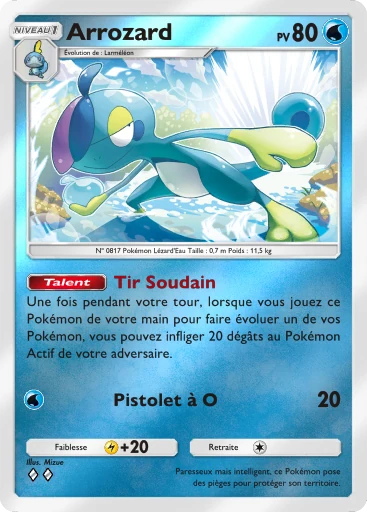 NIVEAU 1
Arrozard
PV 80
Évolution de : Larméléon
N° 0817 Pokémon Lézard'Eau Taille : 0,7 m Poids : 11,5 kg
Talent Tir Soudain
Une fois pendant votre tour, lorsque vous jouez ce
Pokémon de votre main pour faire évoluer un de vos
Pokémon, vous pouvez infliger 20 dégâts au Pokémon
Actif de votre adversaire.
Pistolet à O 20
Faiblesse +20 Retraite
Illus. Mizue
Paresseux mais intelligent, ce Pokémon pose
des pièges pour protéger son territoire.